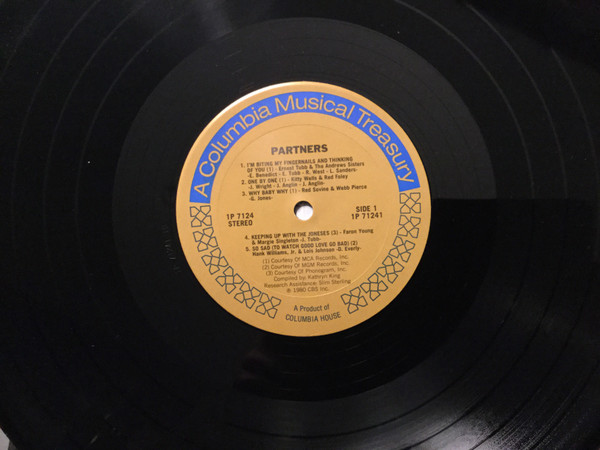 A Columbia Musical Treasury
PARTNERS
1. I'M BITING MY FINGERNAILS AND THINKING
OF YOU (1) - Ernest Tubb & The Andrews Sisters
-E. Benedict - E. Tubb - R. West - L. Sanders-
2. ONE BY ONE (1) - Kitty Wells & Red Foley
-J. Wright - J. Anglin - J. Anglin-
3. WHY BABY WHY (1) - Red Sovine & Webb Pierce
-G. Jones-
1P 7124
STEREO
SIDE 1
1P 71241
4. KEEPING UP WITH THE JONESES (3) - Faron Young
& Margie Singleton -J. Tubb-
5. SO SAD (TO WATCH GOOD LOVE GO BAD) (2)
Hank Williams, Jr. & Lois Johnson -D. Everly-
(1) Courtesy Of MCA Records, Inc.
(2) Courtesy Of MGM Records, Inc.
(3) Courtesy Of Phonogram, Inc.
Compiled by: Kathryn King
Research Assistance: Slim Sterling
℗ 1980 CBS Inc.
A Product of
COLUMBIA HOUSE